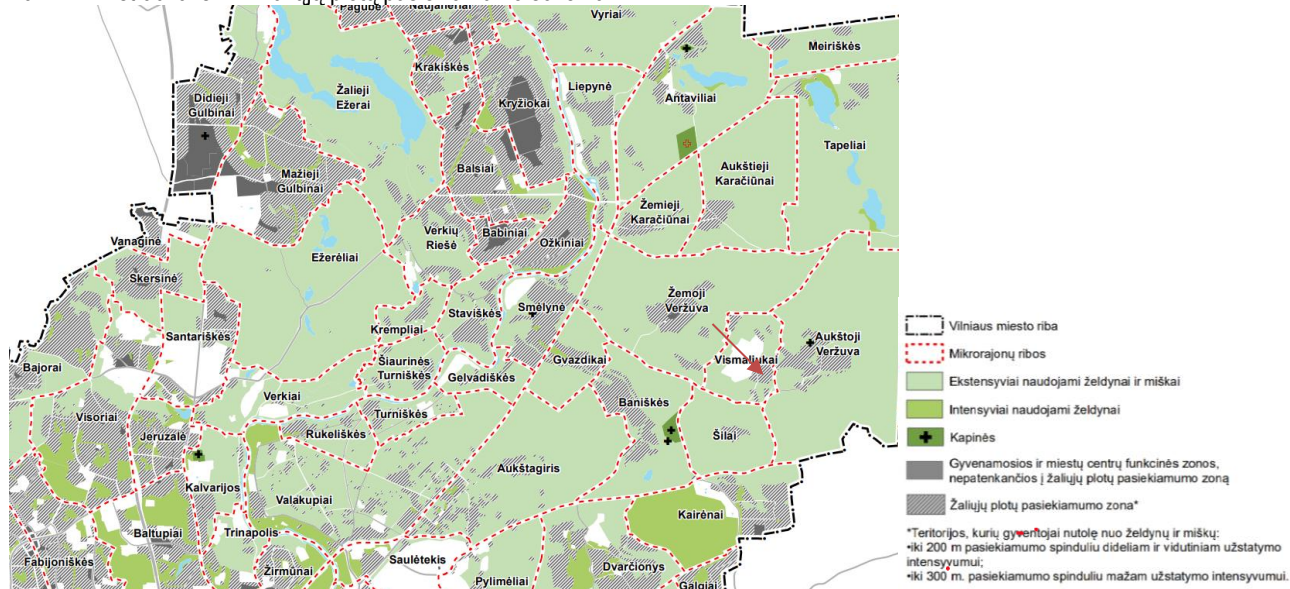 Pagubė
Naujanėnai
Vyriai
Meiriškės
Krakiškės
Žalieji
Ežerai
Liepynė
Didieji
Gulbinai
Kryžiokai
Antaviliai
Tapeliai
Mažieji
Gulbinai
Balsiai
Aukštieji
Karačiūnai
Žemieji
Karačiūnai
Verkių
Riešė
Babiniai
Ožkiniai
Vanaginė
Ežerėliai
Skersinė
Žemoji
Veržuva
Staviškės
Smėlynė
Krempliai
Santariškės
Aukštoji
Veržuva
Šiaurinės
Turniškės
Gvazdikai
Vismaliukai
Bajorai
Gelvadiškės
Verkiai
Baniškės
Visoriai
Turniškės
Jeruzalė
Rukeliškės
Šilai
Aukštagiris
Kalvarijos
Valakupiai
Kairėnai
Baltupiai
Trinapolis
Fabijoniškės
Saulėtekis
Žirmūnai
Dvarčionys
Pylimėliai
Galgiai
Vilniaus miesto riba
Mikrorajonų ribos
Ekstensyviai naudojami želdynai ir miškai
Intensyviai naudojami želdynai
Kapinės
Gyvenamosios ir miestų centrų funkcinės zonos,
nepatenkančios į žaliųjų plotų pasiekiamumo zoną
Žaliųjų plotų pasiekiamumo zona*
*Teritorijos, kurių gyventojai nutolę nuo želdynų ir miškų:
•iki 200 m pasiekiamumo spinduliu dideliam ir vidutiniam užstatymo
intensyvumui;
•iki 300 m. pasiekiamumo spinduliu mažam užstatymo intensyvumui.